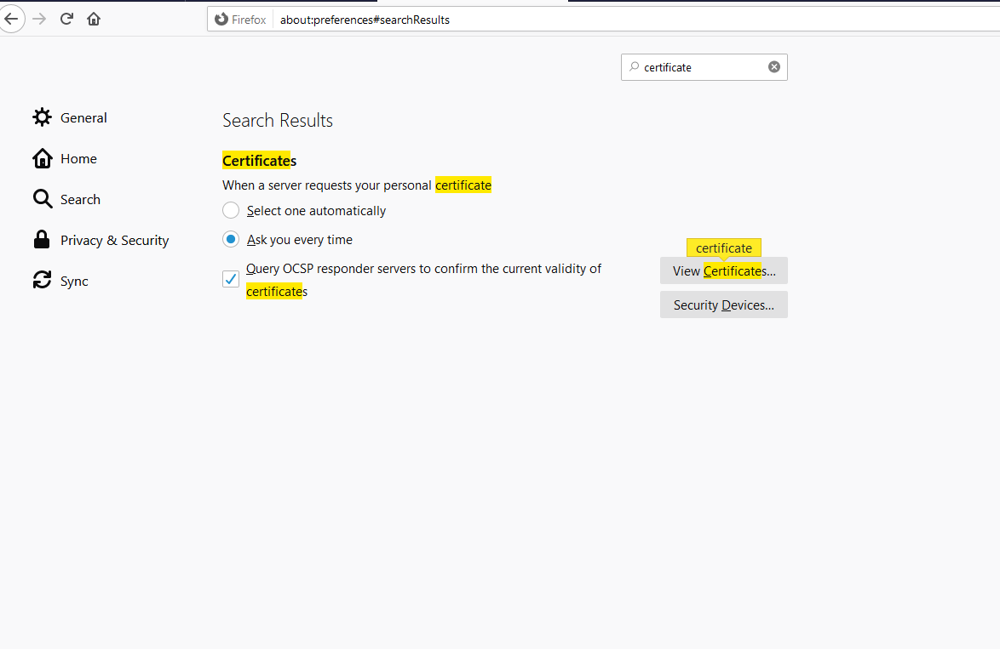 Firefox about:preferences#searchResults
certificate
General
Home
Search
Privacy & Security
Sync
Search Results
Certificates
When a server requests your personal certificate
Select one automatically
Ask you every time
Query OCSP responder servers to confirm the current validity of
certificates
certificate
View Certificates...
Security Devices...